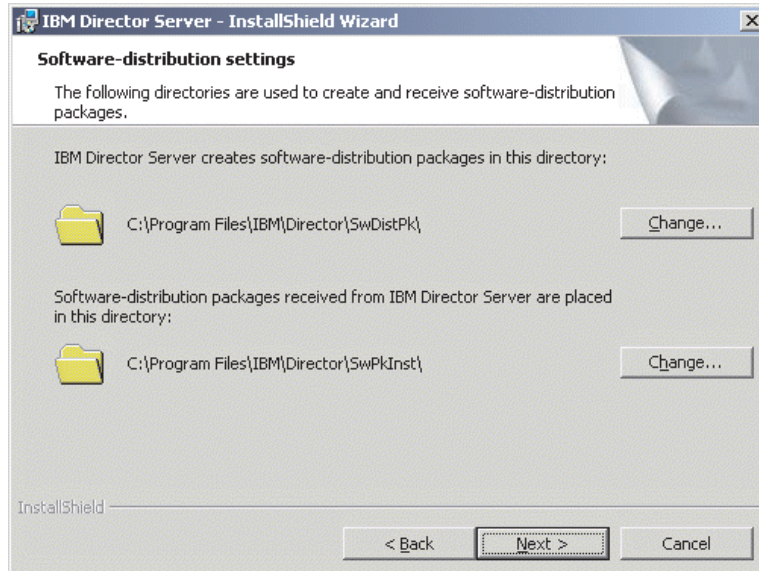 IBM Director Server - InstallShield Wizard
Software-distribution settings
The following directories are used to create and receive software-distribution
packages.
IBM Director Server creates software-distribution packages in this directory:
C:\Program Files\IBM\Director\SwDistPk\
Change...
Software-distribution packages received from IBM Director Server are placed
in this directory:
C:\Program Files\IBM\Director\SwPkInst\
Change...
InstallShield
< Back
Next >
Cancel